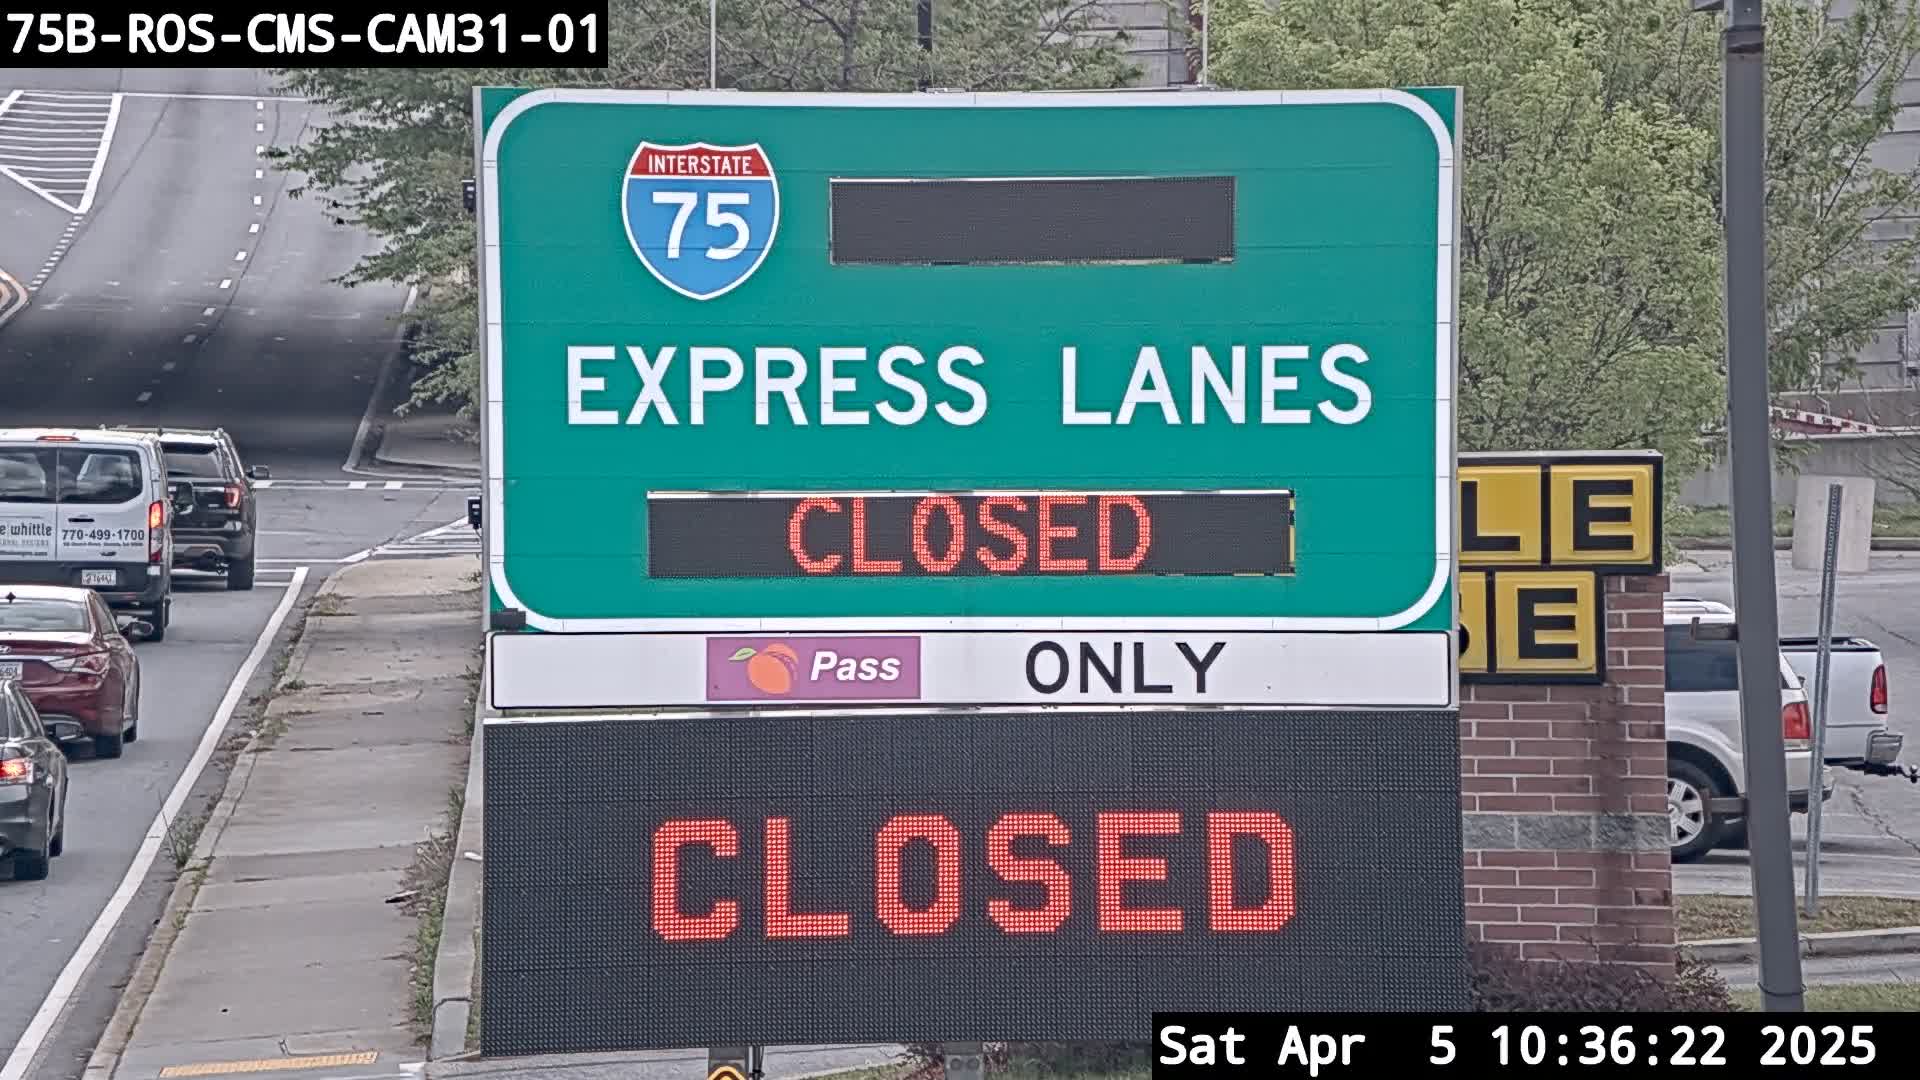 75B-ROS-CMS-CAM31-01
INTERSTATE
75
EXPRESS LANES
CLOSED
Pass ONLY
CLOSED
LE
E
whittle
770-499-1700
Sat Apr 5 10:36:22 2025